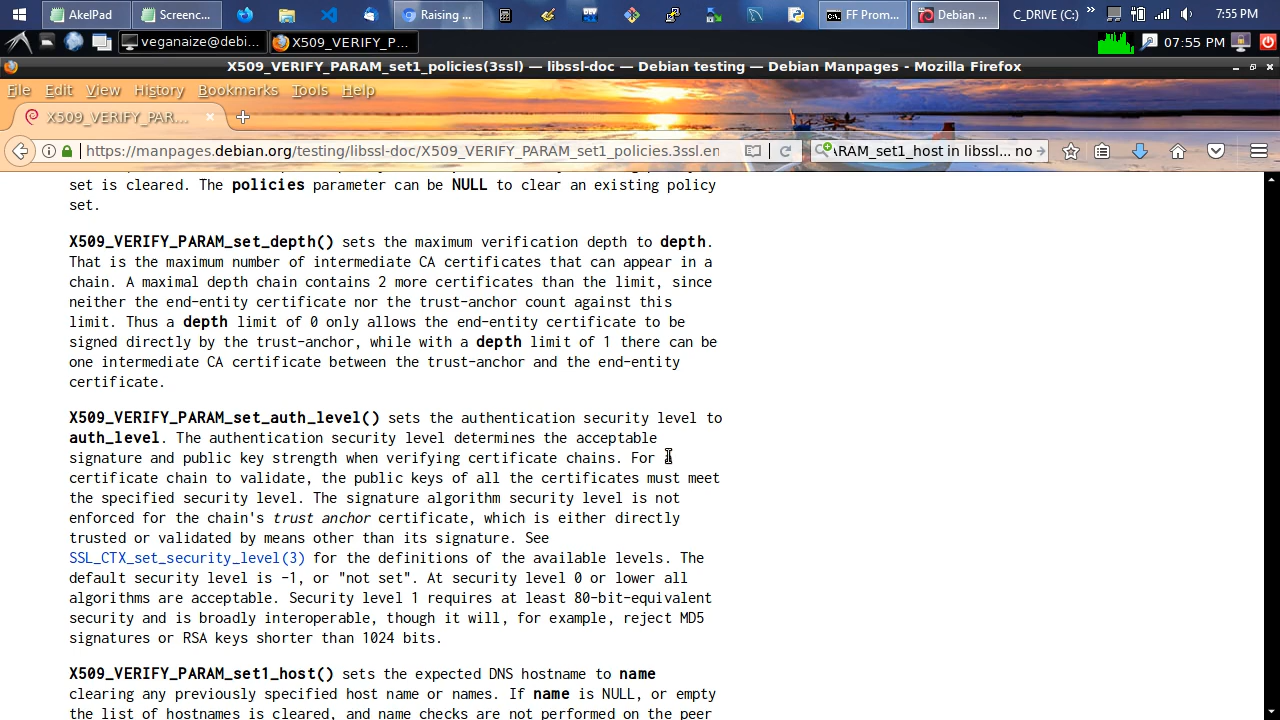 AkelPad
Screenc...
Raising ...
FF Prom...
Debian ...
C_DRIVE (C:)
7:55 PM
veganaize@debi...
X509_VERIFY_P...
07:55 PM
X509_VERIFY_PARAM_set1_policies(3ssl) — libssl-doc — Debian testing — Debian Manpages - Mozilla Firefox
File Edit View History Bookmarks Tools Help
X509_VERIFY_PAR...
https://manpages.debian.org/testing/libssl-doc/X509_VERIFY_PARAM_set1_policies.3ssl.en
ARAM_set1_host in libssl... no
set is cleared. The policies parameter can be NULL to clear an existing policy
set.
X509_VERIFY_PARAM_set_depth() sets the maximum verification depth to depth.
That is the maximum number of intermediate CA certificates that can appear in a
chain. A maximal depth chain contains 2 more certificates than the limit, since
neither the end-entity certificate nor the trust-anchor count against this
limit. Thus a depth limit of 0 only allows the end-entity certificate to be
signed directly by the trust-anchor, while with a depth limit of 1 there can be
one intermediate CA certificate between the trust-anchor and the end-entity
certificate.
X509_VERIFY_PARAM_set_auth_level() sets the authentication security level to
auth_level. The authentication security level determines the acceptable
signature and public key strength when verifying certificate chains. For
certificate chain to validate, the public keys of all the certificates must meet
the specified security level. The signature algorithm security level is not
enforced for the chain's trust anchor certificate, which is either directly
trusted or validated by means other than its signature. See
SSL_CTX_set_security_level(3) for the definitions of the available levels. The
default security level is -1, or "not set". At security level 0 or lower all
algorithms are acceptable. Security level 1 requires at least 80-bit-equivalent
security and is broadly interoperable, though it will, for example, reject MD5
signatures or RSA keys shorter than 1024 bits.
X509_VERIFY_PARAM_set1_host() sets the expected DNS hostname to name
clearing any previously specified host name or names. If name is NULL, or empty
the list of hostnames is cleared, and name checks are not performed on the peer